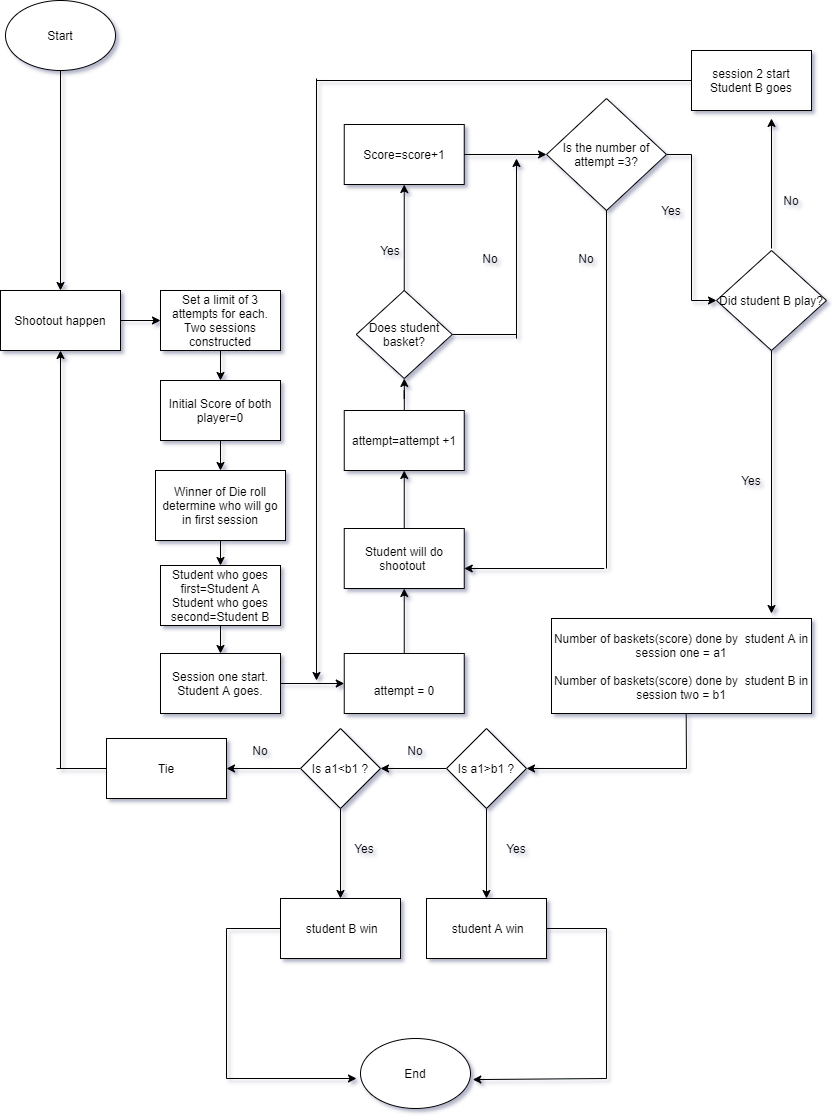 Start
session 2 start
Student B goes
Score=score+1
Is the number of
attempt =3?
Yes
No
Yes
No
No
Shootout happen
Set a limit of 3
attempts for each.
Two sessions
constructed
Does student
basket?
Did student B play?
Initial Score of both
player=0
attempt=attempt +1
Winner of Die roll
determine who will go
in first session
Yes
Student will do
shootout
Student who goes
first=Student A
Student who goes
second=Student B
Session one start.
Student A goes.
attempt = 0
Number of baskets(score) done by student A in
session one = a1
Number of baskets(score) done by student B in
session two = b1
Tie
No
Is a1<b1 ?
No
Is a1>b1 ?
Yes
Yes
student B win
student A win
End